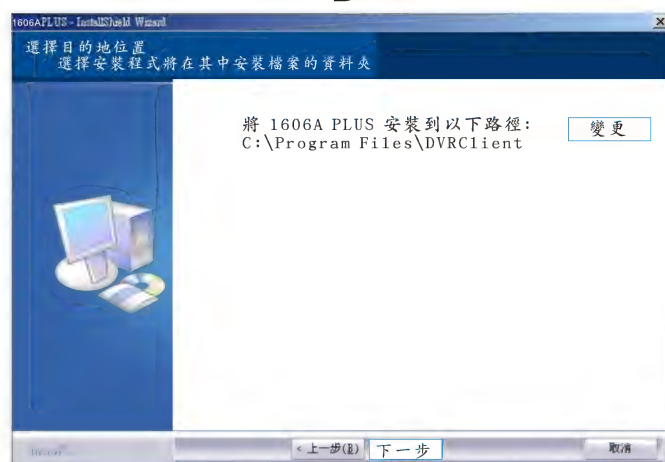 1606APLUS - InstallShield Wizard
選擇目的地位置
選擇安裝程式將在其中安裝檔案的資料夾
將 1606A PLUS 安裝到以下路徑:
變更
C:\Program Files\DVRClient
< 上一步(B)
下一步
取消